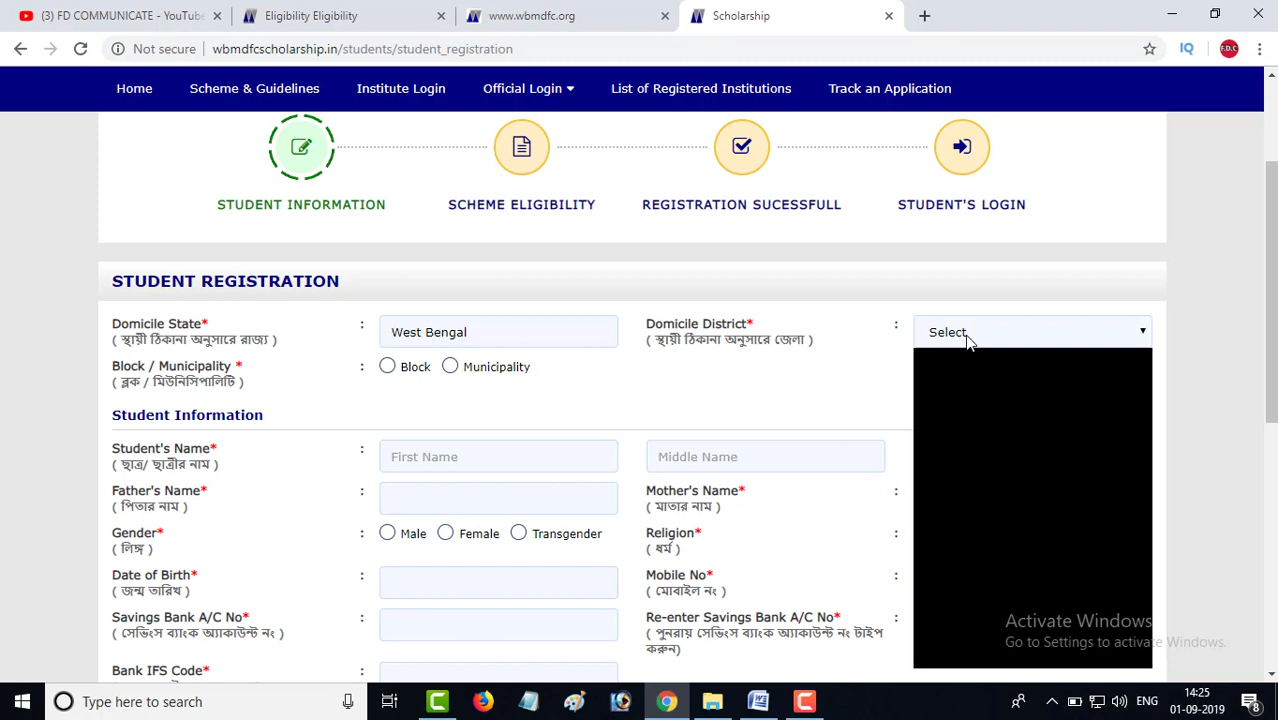 (3) FD COMMUNICATE - YouTube
Eligibility Eligibility
www.wbmdfc.org
Scholarship
Not secure
wbmdfcscholarship.in/students/student_registration
IQ
F.D.C
Home
Scheme & Guidelines
Institute Login
Official Login
List of Registered Institutions
Track an Application
STUDENT INFORMATION
SCHEME ELIGIBILITY
REGISTRATION SUCESSFULL
STUDENT'S LOGIN
STUDENT REGISTRATION
Domicile State* : West Bengal
( স্থায়ী ঠিকানা অনুসারে রাজ্য )
Domicile District* : Select
( স্থায়ী ঠিকানা অনুসারে জেলা )
Block / Municipality * : Block Municipality
( ব্লক / মিউনিসিপালিটি )
Student Information
Student's Name* : First Name Middle Name
( ছাত্র/ ছাত্রীর নাম )
Father's Name* :
( পিতার নাম )
Mother's Name* :
( মাতার নাম )
Gender* : Male Female Transgender
( লিঙ্গ )
Religion* :
( ধর্ম )
Date of Birth* :
( জন্ম তারিখ )
Mobile No* :
( মোবাইল নং )
Savings Bank A/C No* :
( সেভিংস ব্যাংক অ্যাকাউন্ট নং )
Re-enter Savings Bank A/C No* :
( পুনরায় সেভিংস ব্যাংক অ্যাকাউন্ট নং টাইপ
করুন)
Bank IFS Code* :
Activate Windows
Go to Settings to activate Windows.
Type here to search
ENG
14:25
01-09-2019
8